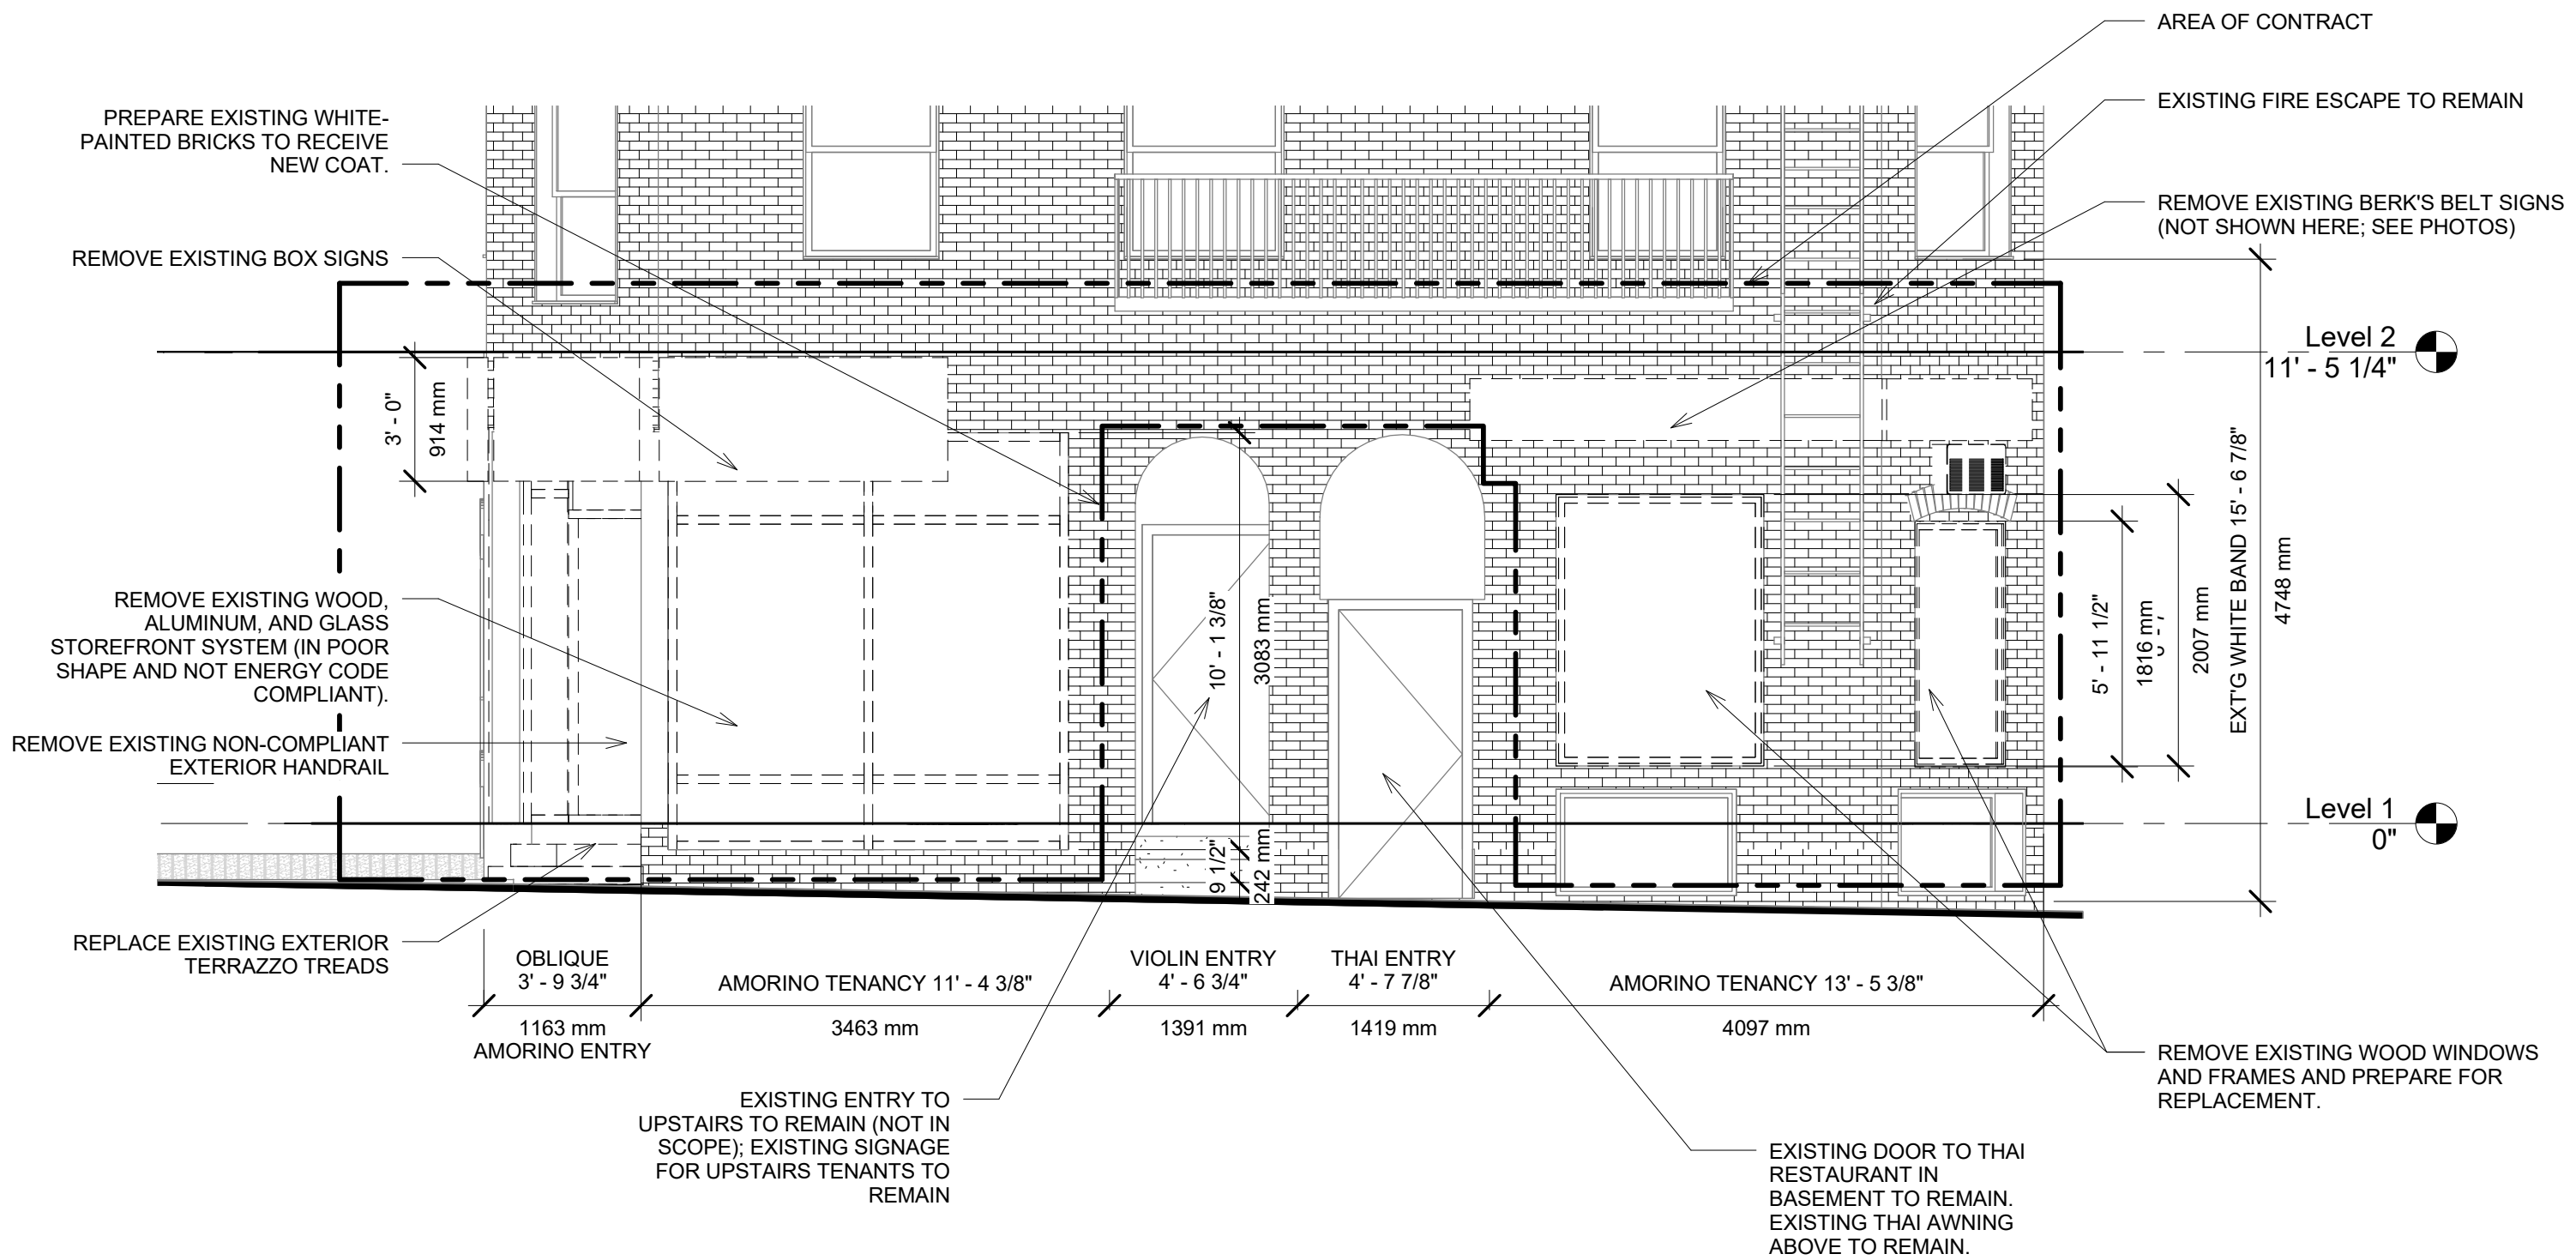 AREA OF CONTRACT
EXISTING FIRE ESCAPE TO REMAIN
REMOVE EXISTING BERK'S BELT SIGNS
(NOT SHOWN HERE; SEE PHOTOS)
PREPARE EXISTING WHITE-
PAINTED BRICKS TO RECEIVE
NEW COAT.
REMOVE EXISTING BOX SIGNS
REMOVE EXISTING WOOD,
ALUMINUM, AND GLASS
STOREFRONT SYSTEM (IN POOR
SHAPE AND NOT ENERGY CODE
COMPLIANT).
REMOVE EXISTING NON-COMPLIANT
EXTERIOR HANDRAIL
REPLACE EXISTING EXTERIOR
TERRAZZO TREADS
3' - 0"
914 mm
10' - 1 3/8"
3083 mm
9 1/2"
242 mm
5' - 11 1/2"
1816 mm
2007 mm
EXT'G WHITE BAND 15' - 6 7/8"
4748 mm
Level 2
11' - 5 1/4"
Level 1
0"
OBLIQUE
3' - 9 3/4"
1163 mm
AMORINO ENTRY
AMORINO TENANCY 11' - 4 3/8"
3463 mm
VIOLIN ENTRY
4' - 6 3/4"
1391 mm
THAI ENTRY
4' - 7 7/8"
1419 mm
AMORINO TENANCY 13' - 5 3/8"
4097 mm
EXISTING ENTRY TO
UPSTAIRS TO REMAIN (NOT IN
SCOPE); EXISTING SIGNAGE
FOR UPSTAIRS TENANTS TO
REMAIN
EXISTING DOOR TO THAI
RESTAURANT IN
BASEMENT TO REMAIN.
EXISTING THAI AWNING
ABOVE TO REMAIN.
REMOVE EXISTING WOOD WINDOWS
AND FRAMES AND PREPARE FOR
REPLACEMENT.